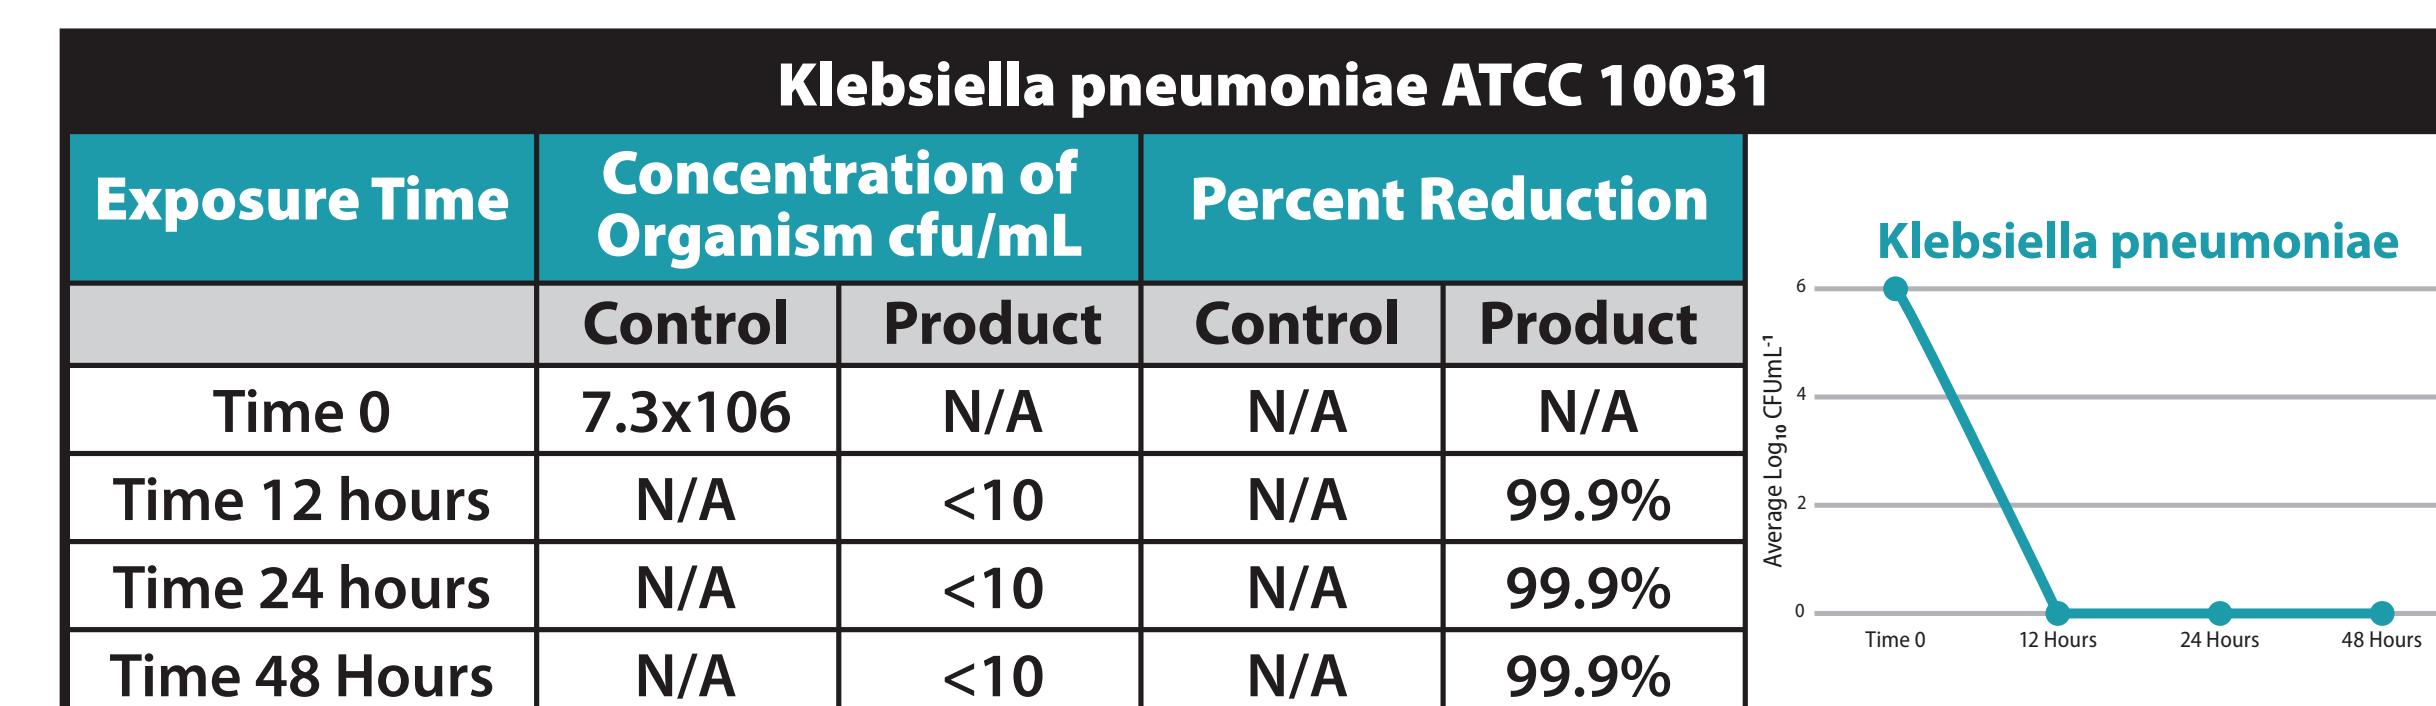 Klebsiella pneumoniae ATCC 10031
Exposure Time
Concentration of
Organism cfu/mL
Percent Reduction
Control Product Control Product
Time 0 7.3x106 N/A N/A N/A
Time 12 hours N/A <10 N/A 99.9%
Time 24 hours N/A <10 N/A 99.9%
Time 48 Hours N/A <10 N/A 99.9%
Klebsiella pneumoniae
Average Log₁₀ CFUmL⁻¹
6
4
2
0
Time 0 12 Hours 24 Hours 48 Hours